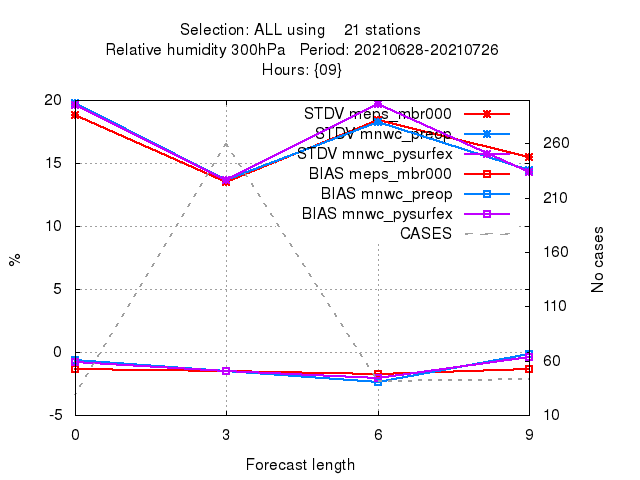 Selection: ALL using    21 stations
Relative humidity 300hPa   Period: 20210628-20210726
Hours: {09}
STDV meps_mbr000
STDV mnwc_preop
STDV mnwc_pysurfex
BIAS meps_mbr000
BIAS mnwc_preop
BIAS mnwc_pysurfex
CASES
%
20
15
10
5
0
-5
No cases
260
210
160
110
60
10
0 3 6 9
Forecast length